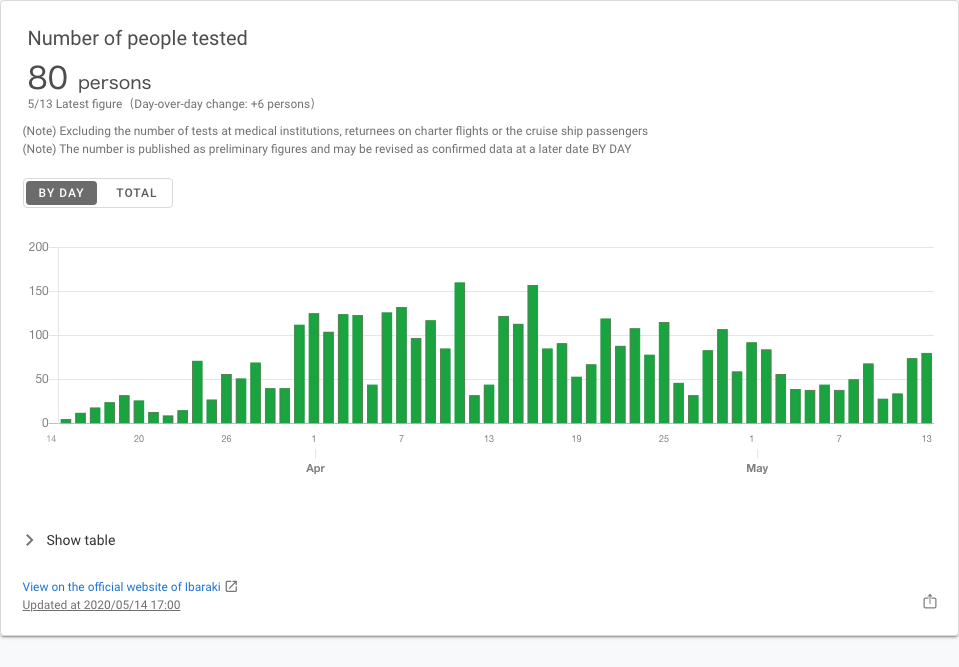 Number of people tested
80 persons
5/13 Latest figure（Day-over-day change: +6 persons）
(Note) Excluding the number of tests at medical institutions, returnees on charter flights or the cruise ship passengers
(Note) The number is published as preliminary figures and may be revised as confirmed data at a later date BY DAY
BY DAY TOTAL
200
150
100
50
0
14 20 26 1 7 13 19 25 1 7 13
Apr May
Show table
View on the official website of Ibaraki
Updated at 2020/05/14 17:00